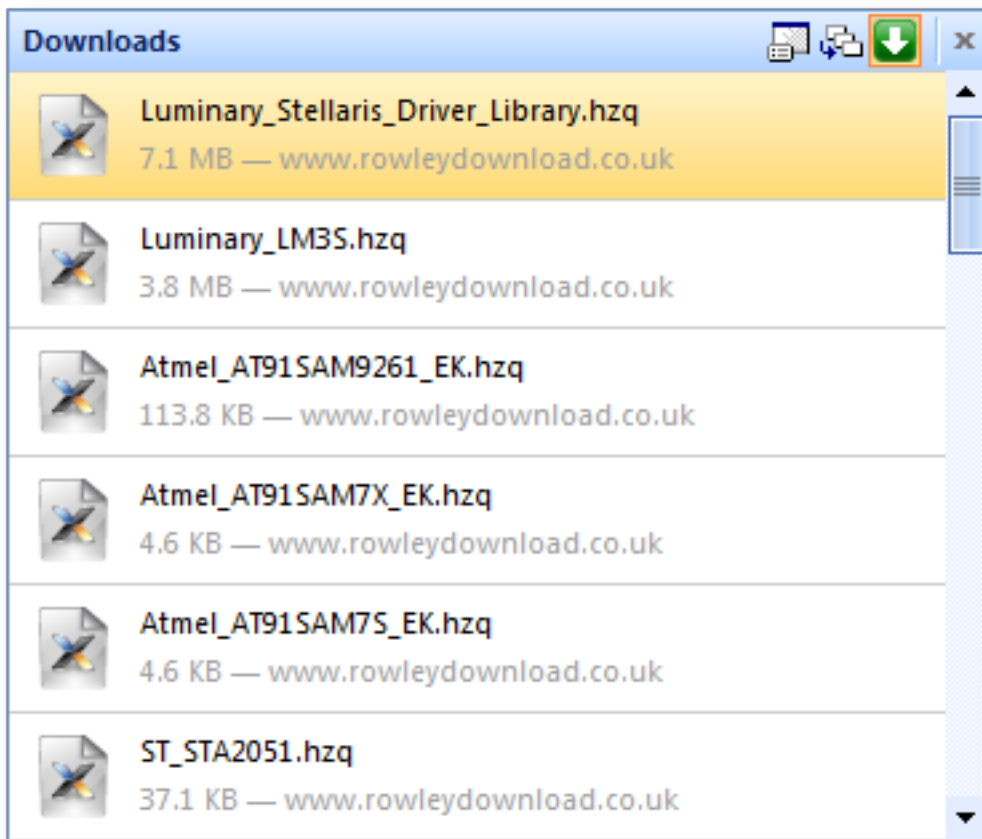 Downloads
Luminary_Stellaris_Driver_Library.hzq
7.1 MB — www.rowleydownload.co.uk
Luminary_LM3S.hzq
3.8 MB — www.rowleydownload.co.uk
Atmel_AT91SAM9261_EK.hzq
113.8 KB — www.rowleydownload.co.uk
Atmel_AT91SAM7X_EK.hzq
4.6 KB — www.rowleydownload.co.uk
Atmel_AT91SAM7S_EK.hzq
4.6 KB — www.rowleydownload.co.uk
ST_STA2051.hzq
37.1 KB — www.rowleydownload.co.uk